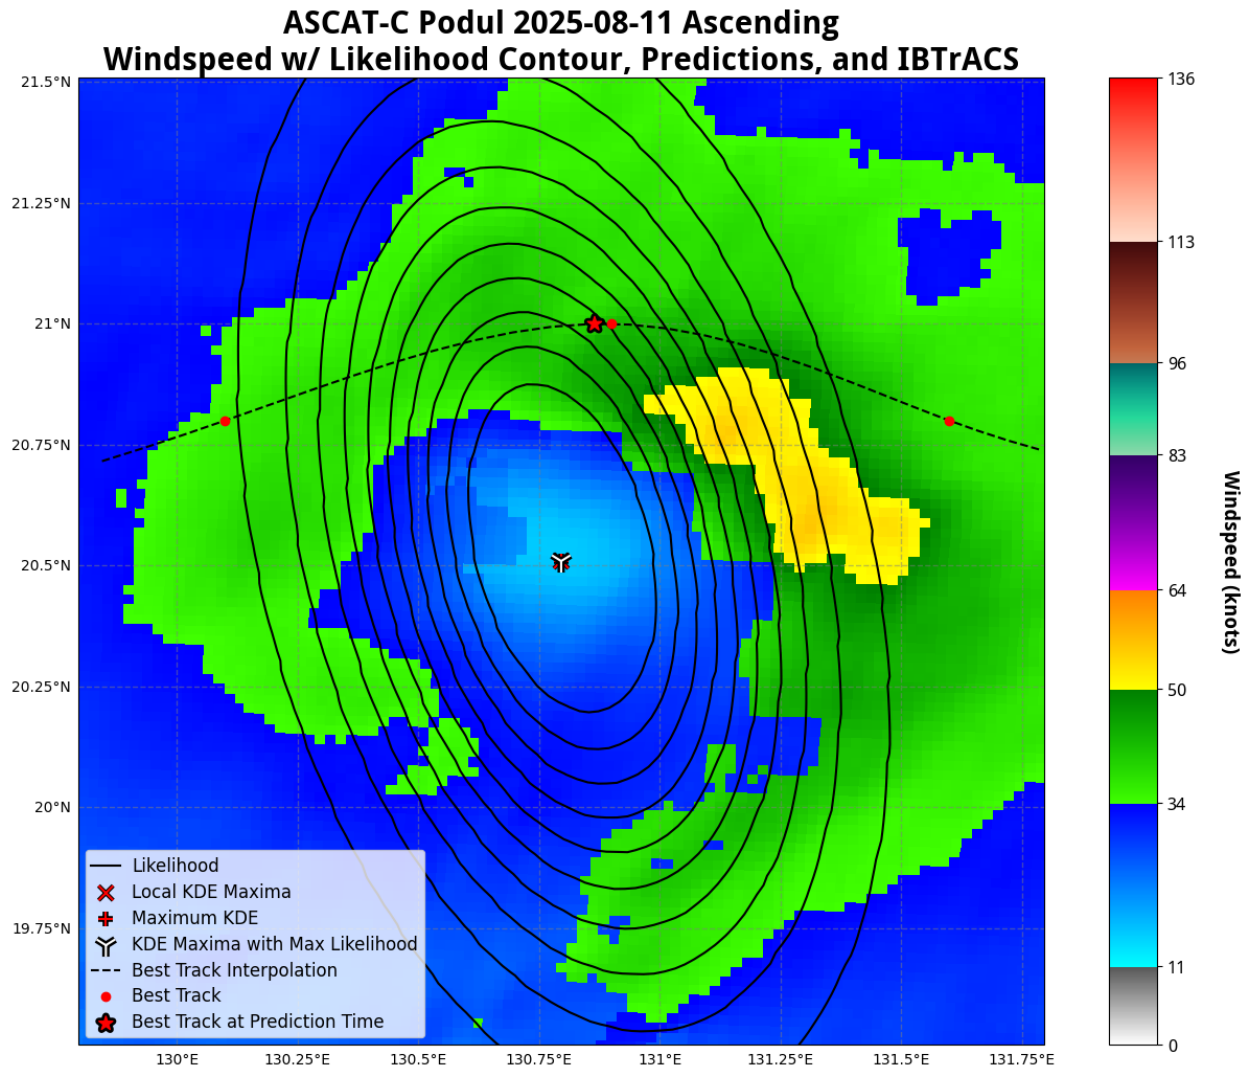 ASCAT-C Podul 2025-08-11 Ascending
Windspeed w/ Likelihood Contour, Predictions, and IBTrACS
21.5°N
21.25°N
21°N
20.75°N
20.5°N
20.25°N
20°N
19.75°N
130°E
130.25°E
130.5°E
130.75°E
131°E
131.25°E
131.5°E
131.75°E
Likelihood
Local KDE Maxima
Maximum KDE
KDE Maxima with Max Likelihood
Best Track Interpolation
Best Track
Best Track at Prediction Time
136
113
96
83
64
50
34
11
0
Windspeed (knots)